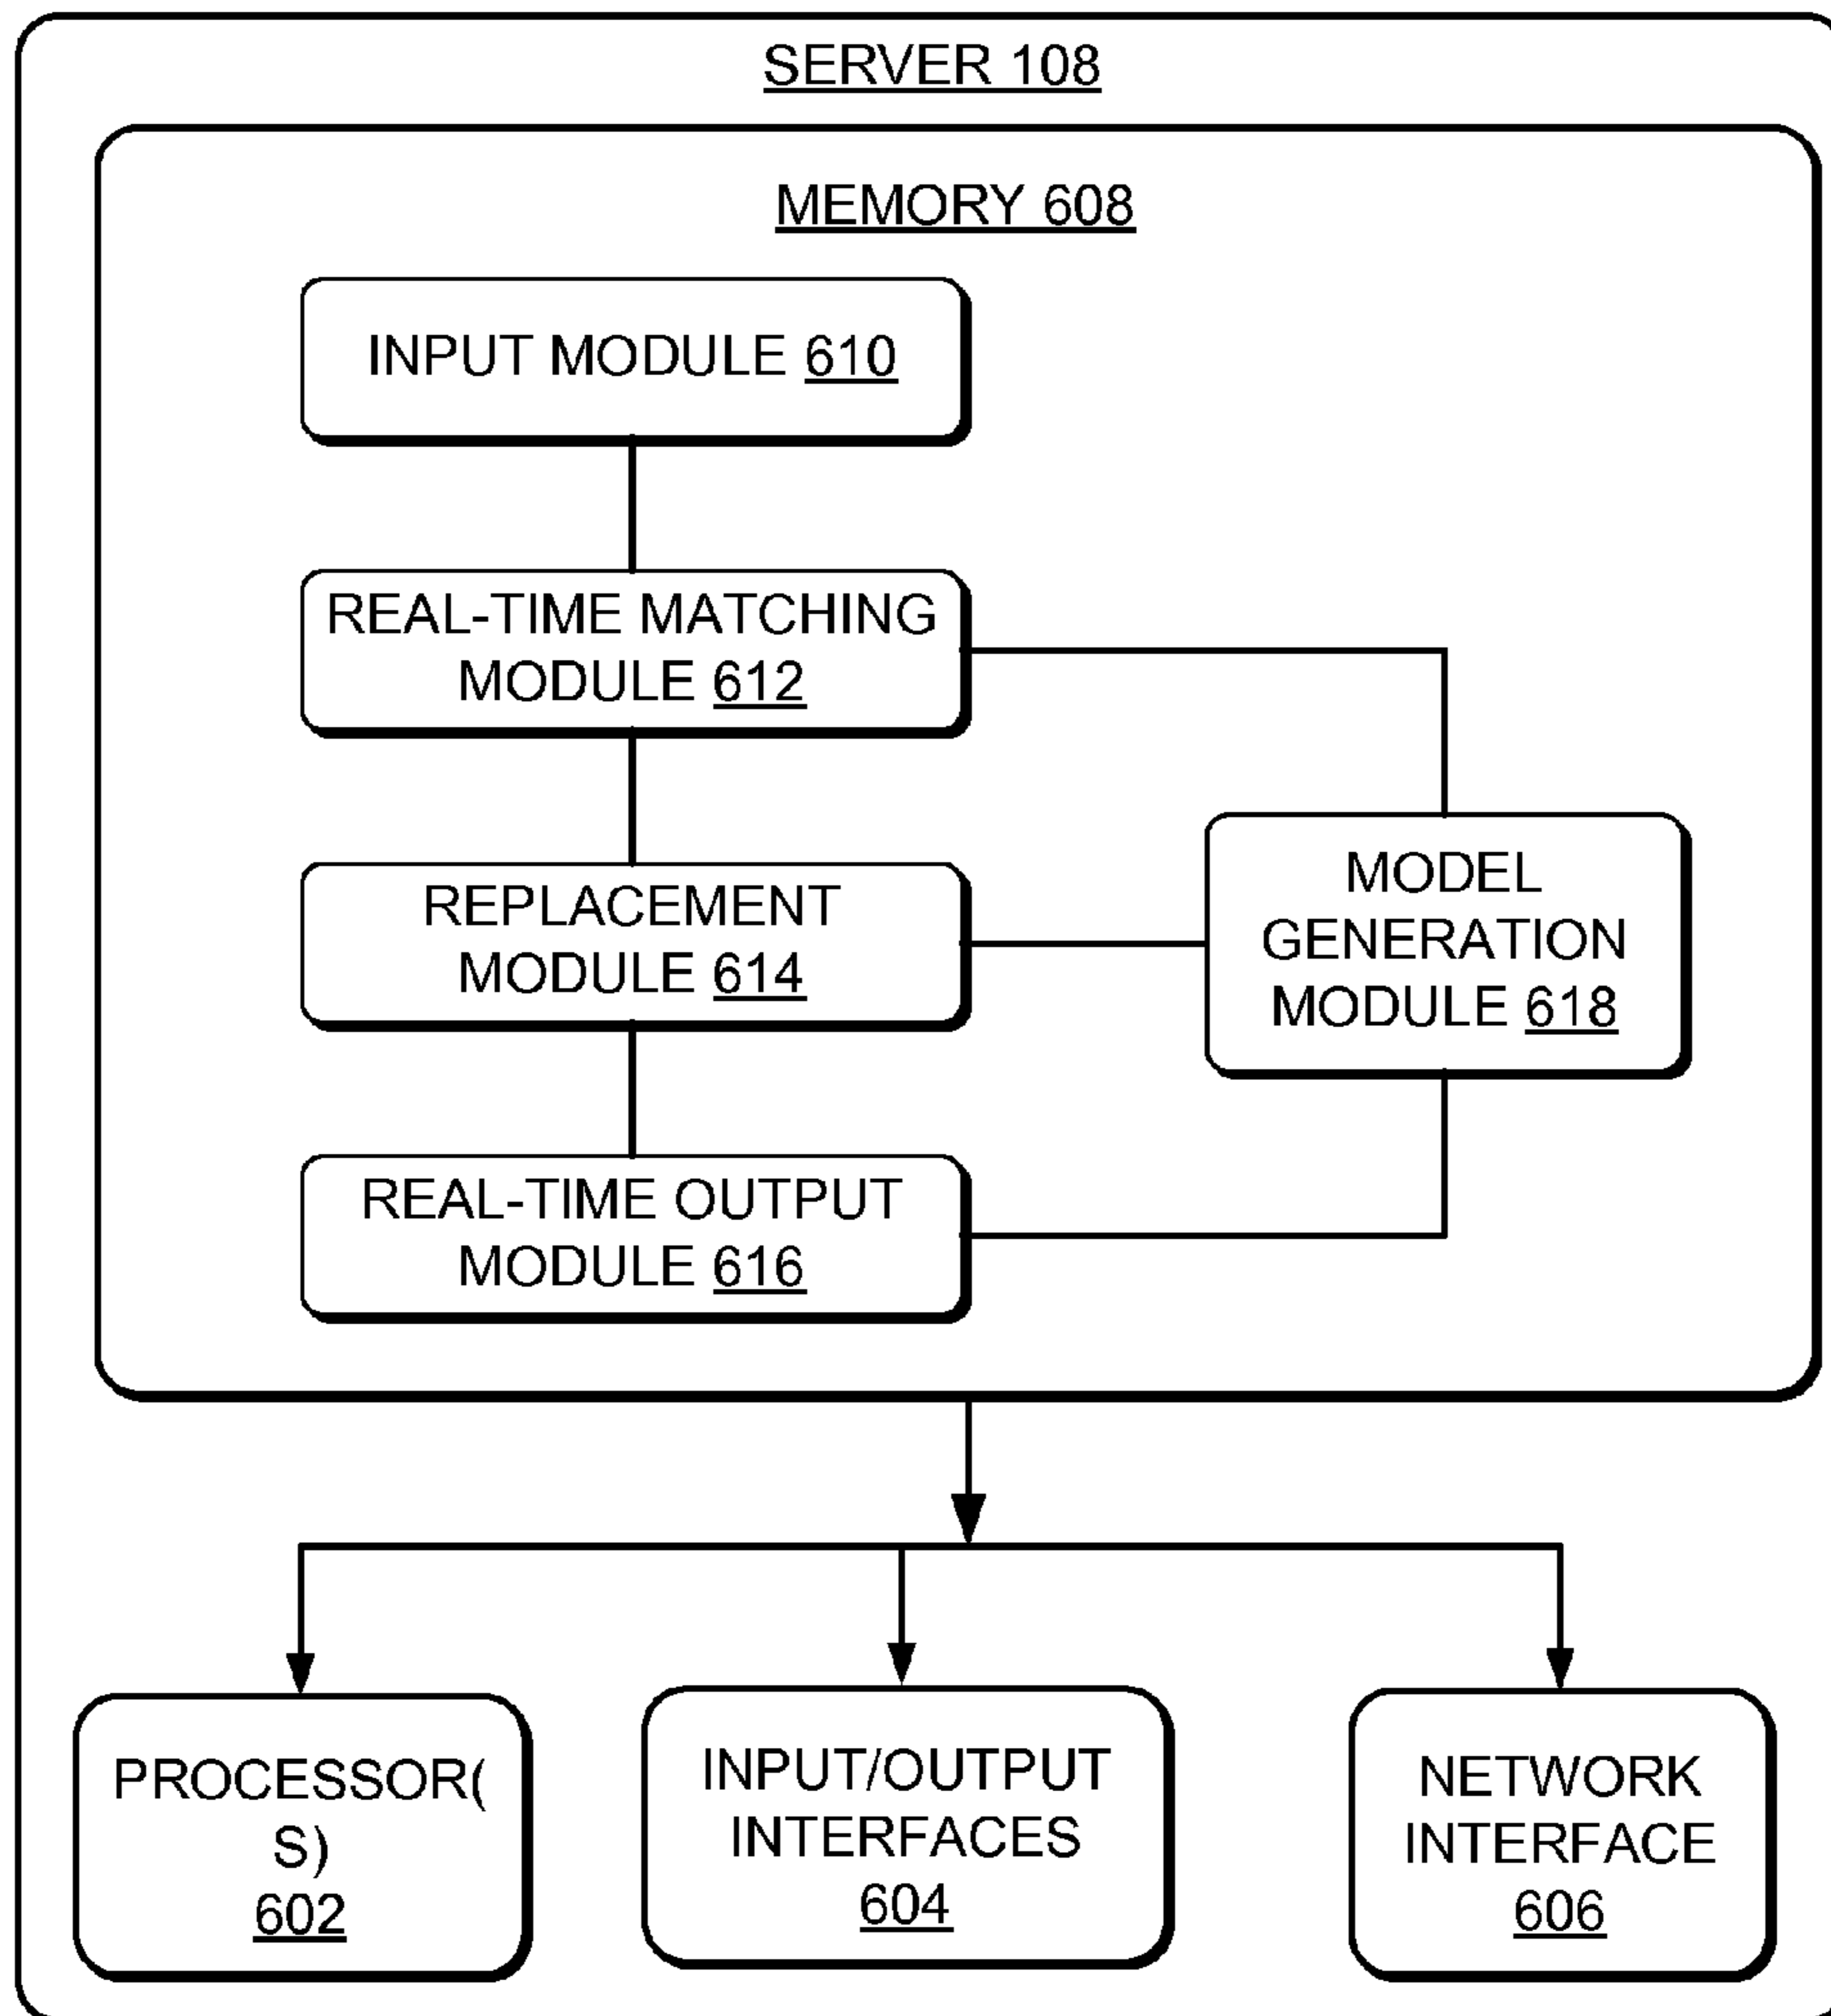 SERVER 108
MEMORY 608
INPUT MODULE 610
REAL-TIME MATCHING
MODULE 612
REPLACEMENT
MODULE 614
MODEL
GENERATION
MODULE 618
REAL-TIME OUTPUT
MODULE 616
PROCESSOR(
S)
602
INPUT/OUTPUT
INTERFACES
604
NETWORK
INTERFACE
606